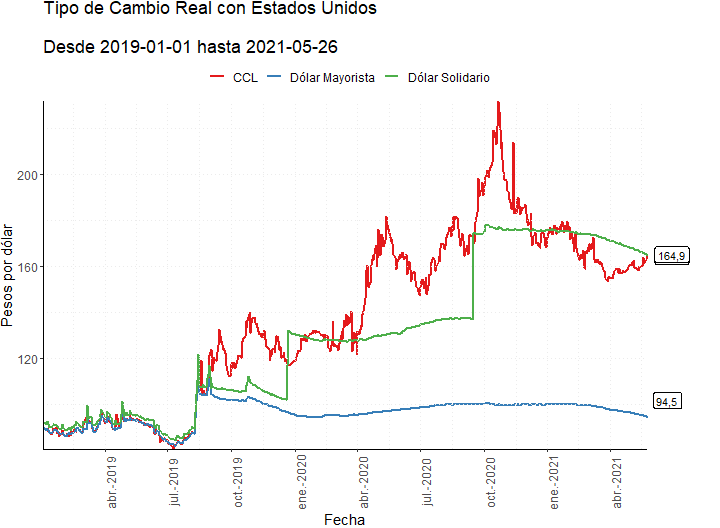 Tipo de Cambio Real con Estados Unidos
Desde 2019-01-01 hasta 2021-05-26
CCL Dólar Mayorista Dólar Solidario
Pesos por dólar
200
160
120
164,9
94,5
abr.-2019
jul.-2019
oct.-2019
ene.-2020
abr.-2020
jul.-2020
oct.-2020
ene.-2021
abr.-2021
Fecha